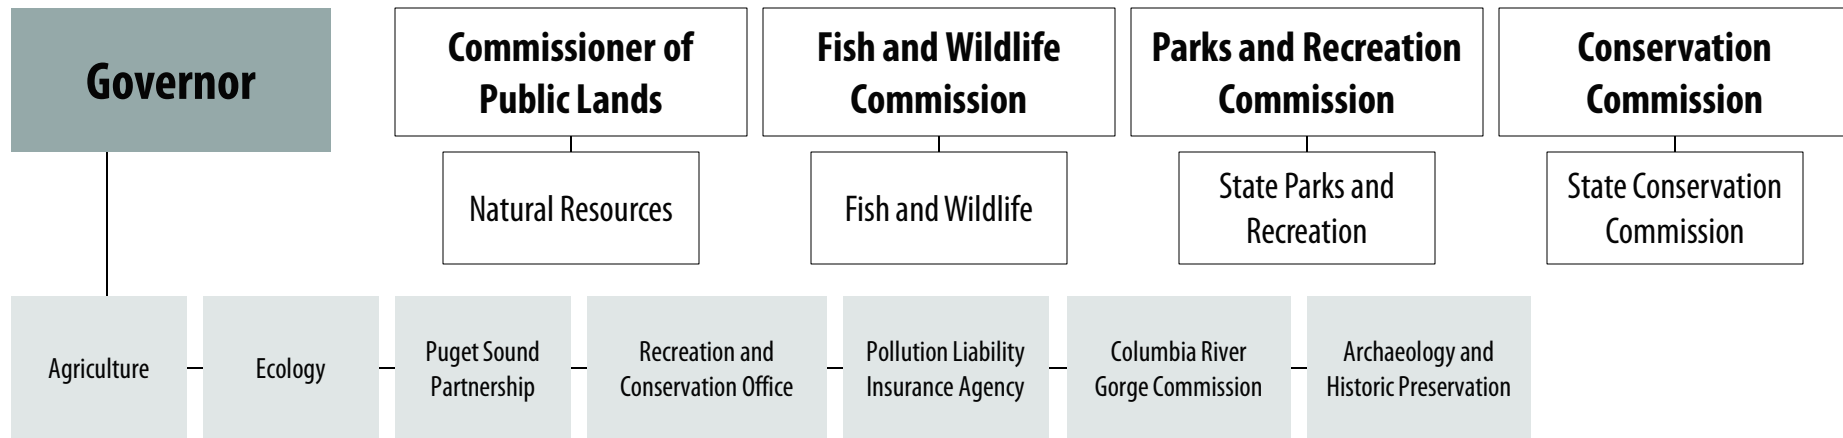 Governor
Commissioner of
Public Lands
Fish and Wildlife
Commission
Parks and Recreation
Commission
Conservation
Commission
Natural Resources
Fish and Wildlife
State Parks and
Recreation
State Conservation
Commission
Agriculture
Ecology
Puget Sound
Partnership
Recreation and
Conservation Office
Pollution Liability
Insurance Agency
Columbia River
Gorge Commission
Archaeology and
Historic Preservation